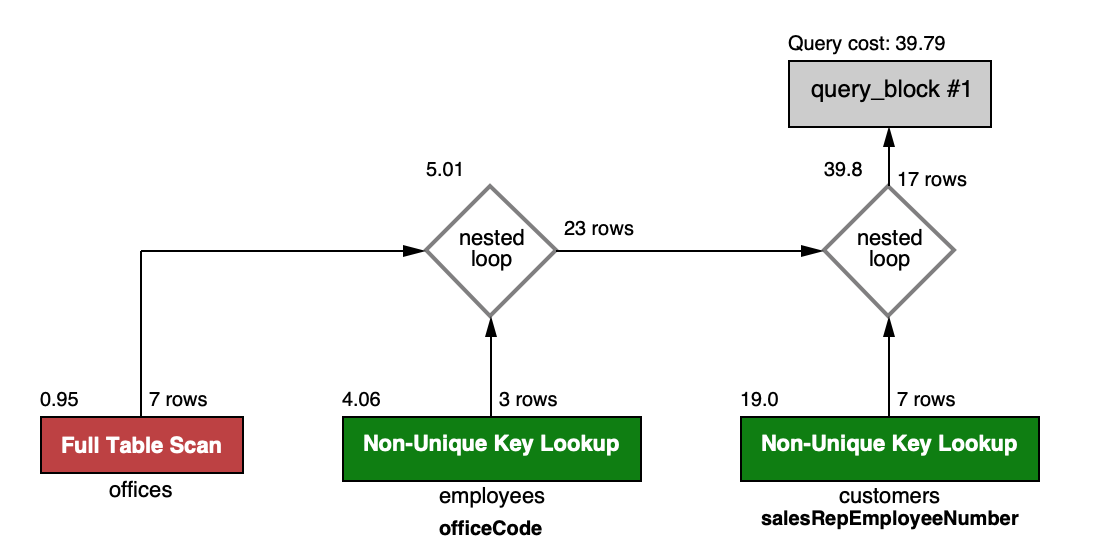 Query cost: 39.79
query_block #1
5.01
39.8
17 rows
nested
loop
23 rows
nested
loop
0.95
7 rows
4.06
3 rows
19.0
7 rows
Full Table Scan
Non-Unique Key Lookup
Non-Unique Key Lookup
offices
employees
customers
officeCode
salesRepEmployeeNumber